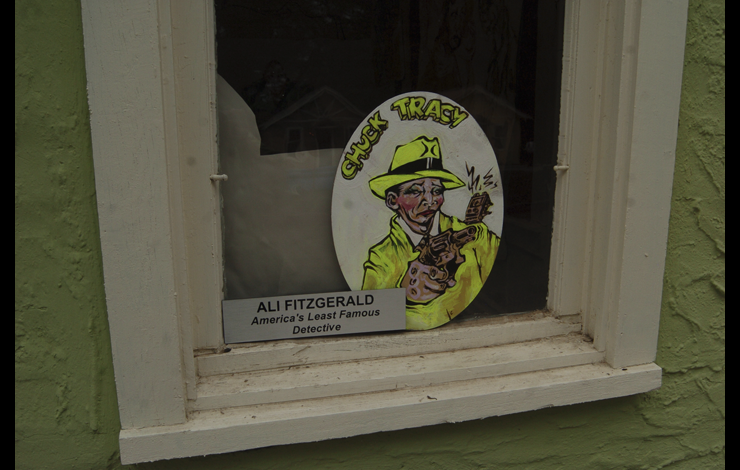 CHUCK TRACY
ALI FITZGERALD
America's Least Famous
Detective